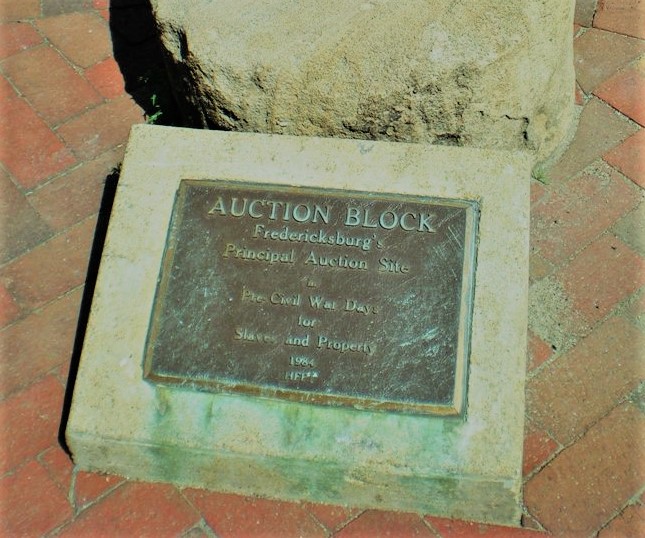 AUCTION BLOCK
Fredericksburg's
Principal Auction Site
in
Pre-Civil War Days
for
Slaves and Property
1984